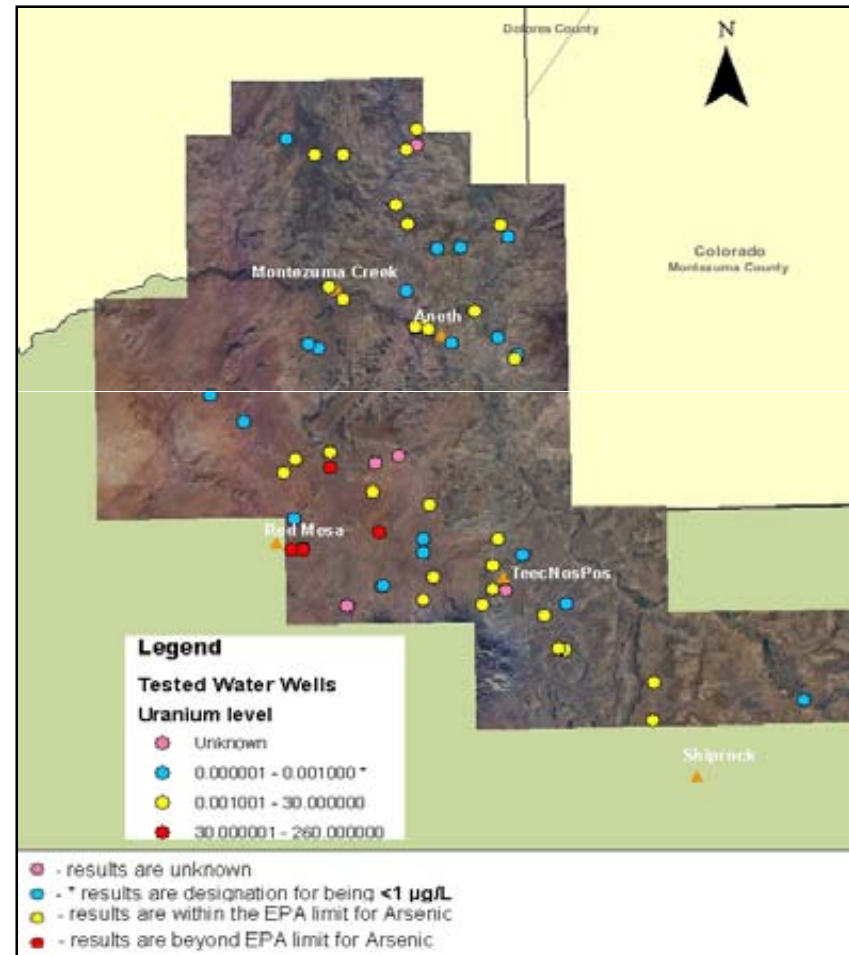 Dolores County
N
Colorado
Montezuma County
Montezuma Creek
Aneth
Red Mesa
TeecNosPos
Legend
Tested Water Wells
Uranium level
Unknown
0.000001 - 0.001000 *
0.001001 - 30.000000
30.000001 - 260.000000
Shiprock
- results are unknown
- * results are designation for being <1 µg/L
- results are within the EPA limit for Arsenic
- results are beyond EPA limit for Arsenic